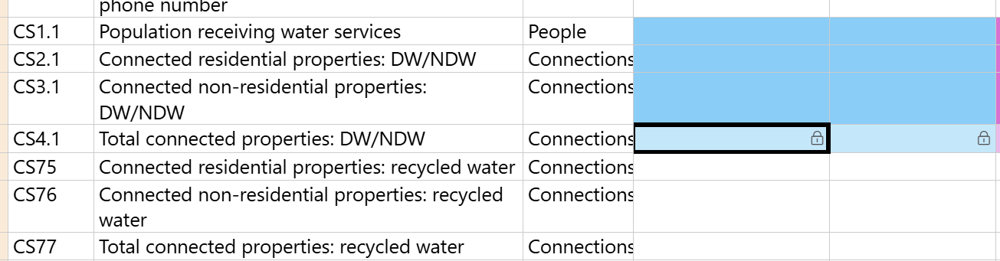 phone number
CS1.1 Population receiving water services People
CS2.1 Connected residential properties: DW/NDW Connections
CS3.1 Connected non-residential properties: Connections
DW/NDW
CS4.1 Total connected properties: DW/NDW Connections
CS75 Connected residential properties: recycled water Connections
CS76 Connected non-residential properties: recycled Connections
water
CS77 Total connected properties: recycled water Connections